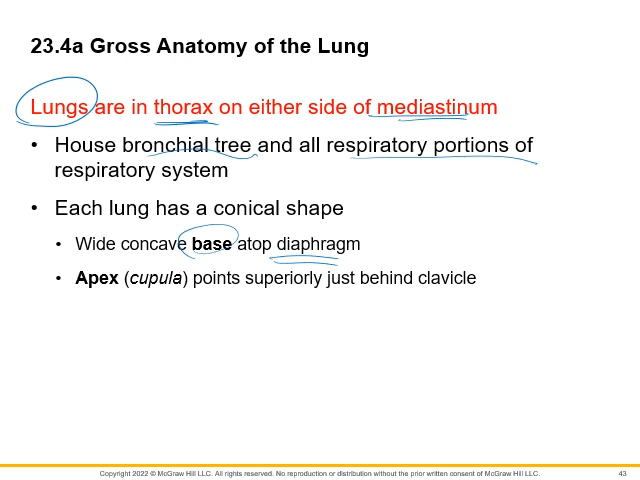 23.4a Gross Anatomy of the Lung
Lungs are in thorax on either side of mediastinum
• House bronchial tree and all respiratory portions of
respiratory system
• Each lung has a conical shape
• Wide concave base atop diaphragm
• Apex (cupula) points superiorly just behind clavicle
Copyright 2022 © McGraw Hill LLC. All rights reserved. No reproduction or distribution without the prior written consent of McGraw Hill LLC.
43